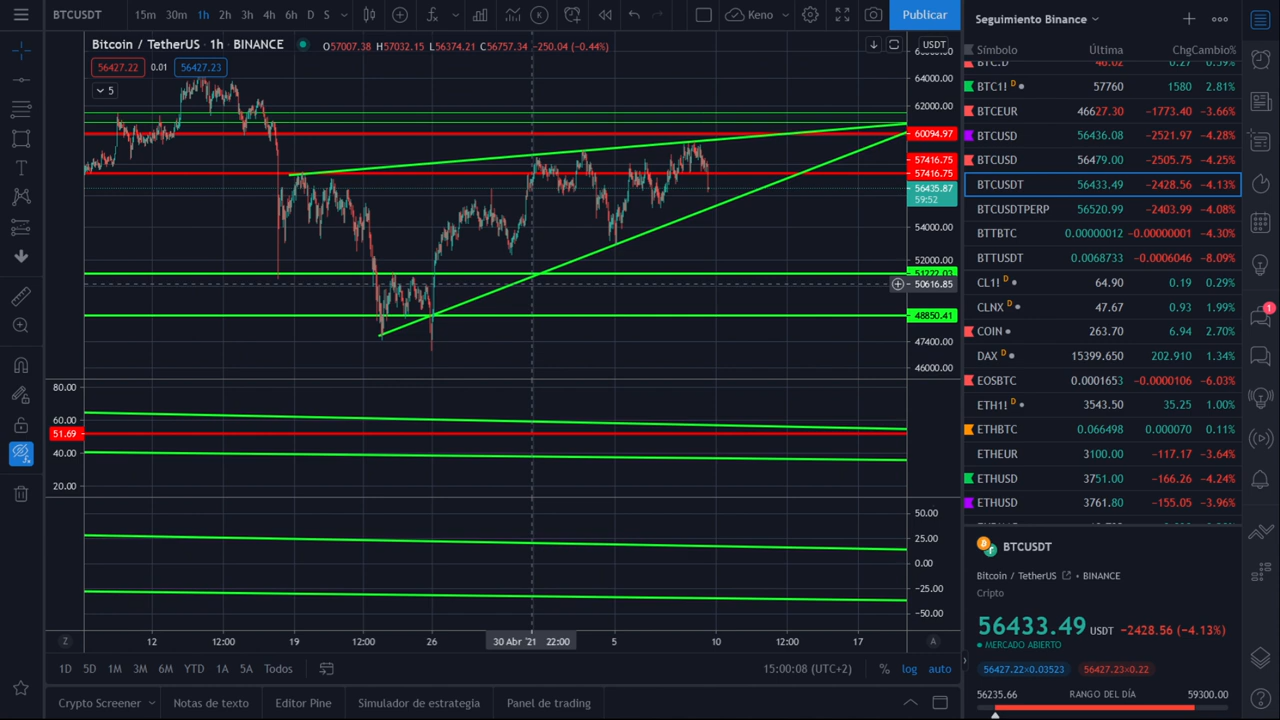 BTCUSDT 15m 30m 1h 2h 3h 4h 6h D S Keno Publicar
Seguimiento Binance
Bitcoin / TetherUS · 1h · BINANCE O57007.38 H57032.15 L56374.21 C56757.34 −250.04 (−0.44%)
USDT
56427.22 0.01 56427.23
5
64000.00
62000.00
60094.97
57416.75
57416.75
56435.87
59:52
54000.00
52000.00
51272.03
50616.85
48850.41
47400.00
46000.00
80.00
60.00
51.69
40.00
20.00
50.00
25.00
0.00
−25.00
−50.00
Z 12 12:00 19 12:00 26 30 Abr '21 22:00 5 10 12:00 17 A
1D 5D 1M 3M 6M YTD 1A 5A Todos 15:00:08 (UTC+2) % log auto
Crypto Screener Notas de texto Editor Pine Simulador de estrategia Panel de trading
Símbolo Última Chg Cambio%
BTC.D 46.02 0.27 0.59%
BTC1! D 57760 1580 2.81%
BTCEUR 46627.30 −1773.40 −3.66%
BTCUSD 56436.08 −2521.97 −4.28%
BTCUSD 56479.00 −2505.75 −4.25%
BTCUSDT 56433.49 −2428.56 −4.13%
BTCUSDTPERP 56520.99 −2403.99 −4.08%
BTTBTC 0.00000012 −0.00000001 −4.30%
BTTUSDT 0.0068733 −0.0006046 −8.09%
CL1! D 64.90 0.19 0.29%
CLNX D 47.67 0.93 1.99%
COIN 263.70 6.94 2.70%
DAX D 15399.650 202.910 1.34%
EOSBTC 0.0001653 −0.0000106 −6.03%
ETH1! D 3543.50 35.25 1.00%
ETHBTC 0.066498 0.000070 0.11%
ETHEUR 3100.00 −117.17 −3.64%
ETHUSD 3751.00 −166.26 −4.24%
ETHUSD 3761.80 −155.05 −3.96%
1
BTCUSDT
Bitcoin / TetherUS • BINANCE
Cripto
56433.49 USDT −2428.56 (−4.13%)
MERCADO ABIERTO
56427.22×0.03523 56427.23×0.22
56235.66 RANGO DEL DÍA 59300.00